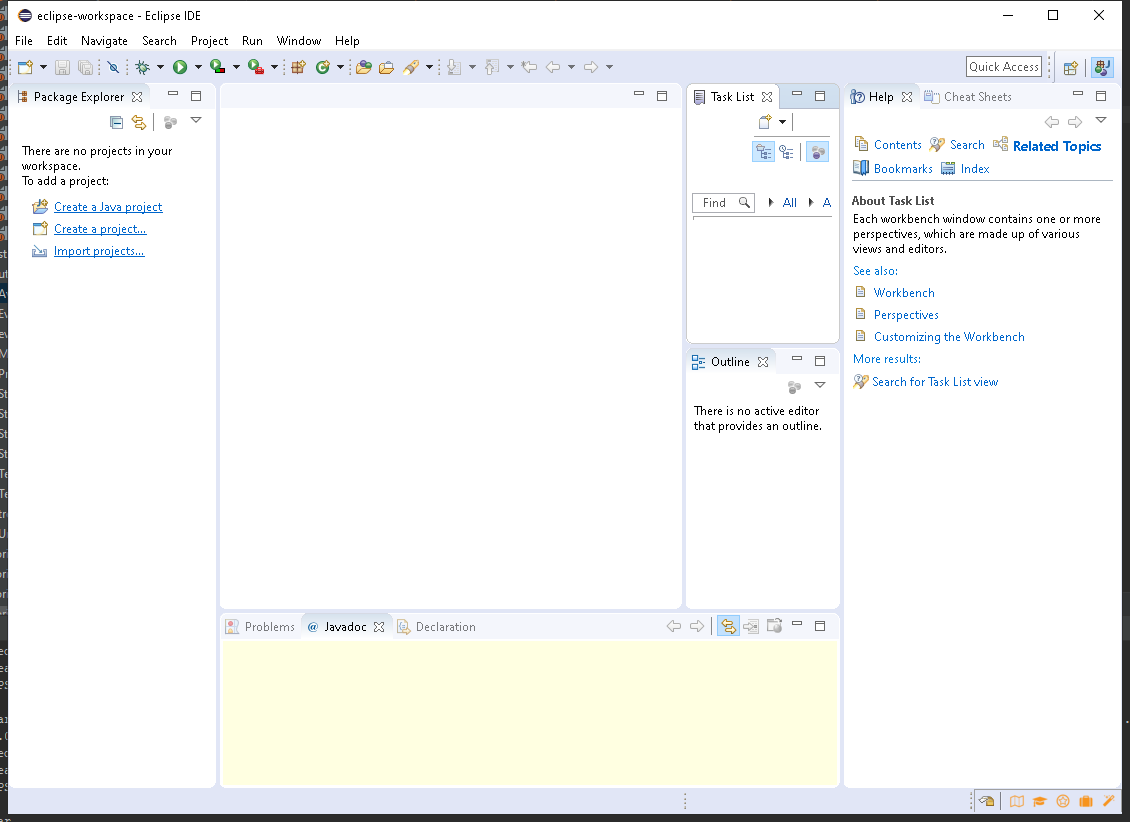 eclipse-workspace - Eclipse IDE
File Edit Navigate Search Project Run Window Help
Quick Access
Package Explorer
There are no projects in your
workspace.
To add a project:
Create a Java project
Create a project...
Import projects...
Task List
Find All A
Outline
There is no active editor
that provides an outline.
Help Cheat Sheets
Contents Search Related Topics
Bookmarks Index
About Task List
Each workbench window contains one or more
perspectives, which are made up of various
views and editors.
See also:
Workbench
Perspectives
Customizing the Workbench
More results:
Search for Task List view
Problems @ Javadoc Declaration